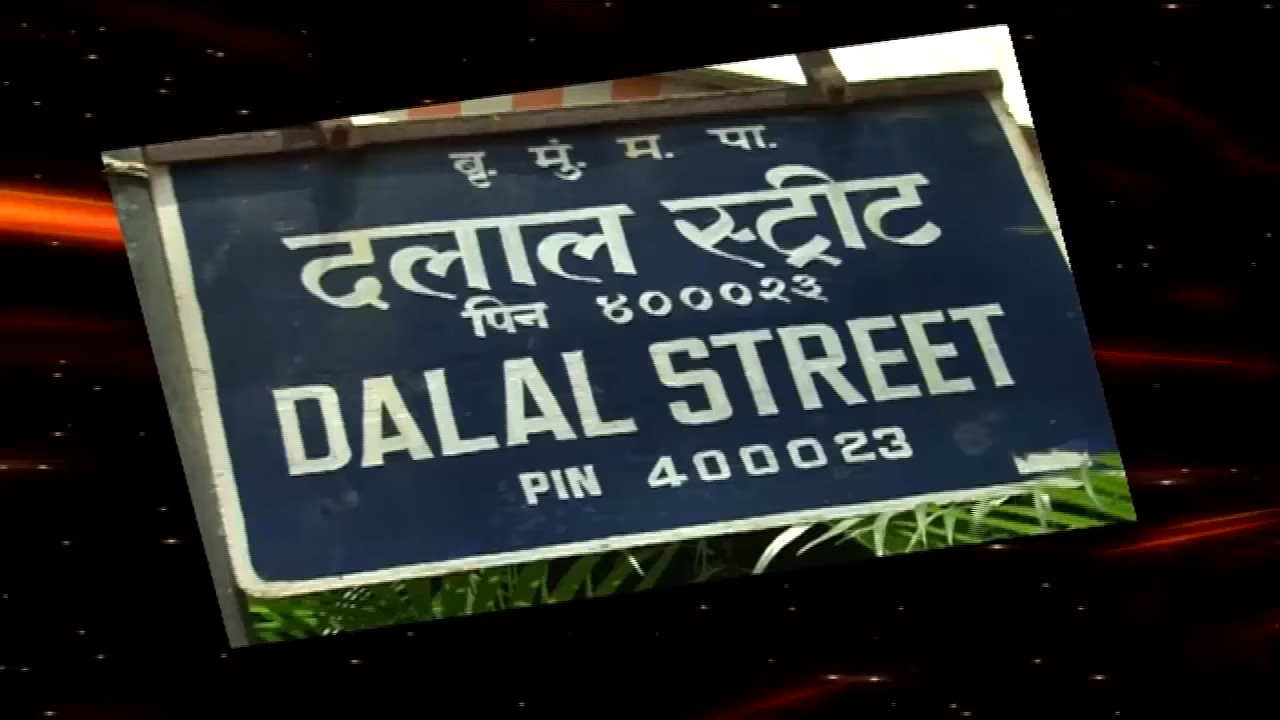 बृ. मुं. म. पा.
दलाल स्ट्रीट
पिन ४०००२३
DALAL STREET
PIN 400023